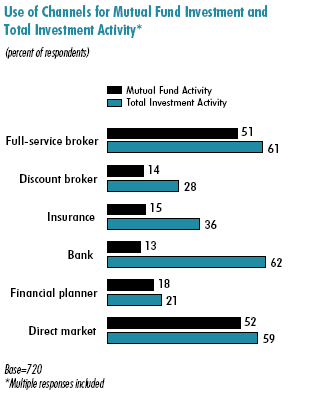 Use of Channels for Mutual Fund Investment and
Total Investment Activity*
(percent of respondents)
Mutual Fund Activity
Total Investment Activity
Full-service broker 51
61
Discount broker 14
28
Insurance 15
36
Bank 13
62
Financial planner 18
21
Direct market 52
59
Base=720
*Multiple responses included